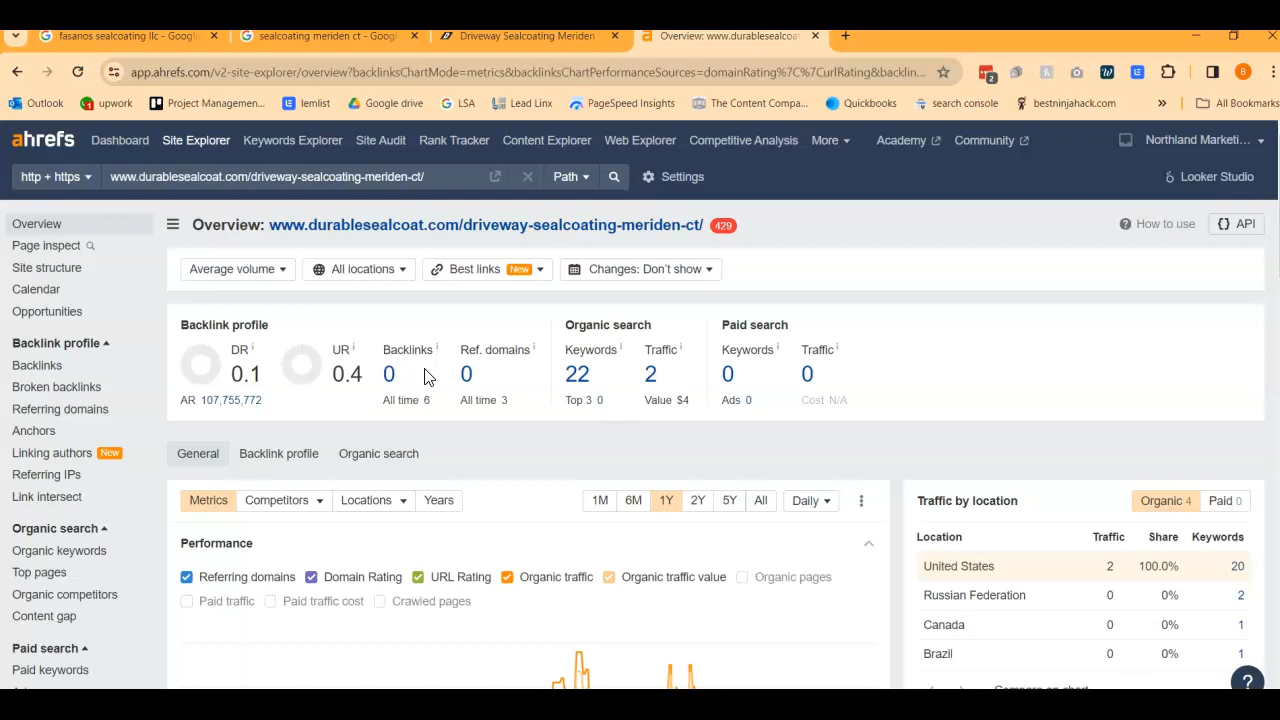 fasanos sealcoating llc - Googl
sealcoating meriden ct - Google
Driveway Sealcoating Meriden
Overview: www.durablesealcoat
app.ahrefs.com/v2-site-explorer/overview?backlinksChartMode=metrics&backlinksChartPerformanceSources=domainRating%7C%7CurlRating&backlin...
2
B
Outlook
upwork
Project Managemen...
lemlist
Google drive
LSA
Lead Linx
PageSpeed Insights
The Content Compa...
Quickbooks
search console
bestninjahack.com
»
All Bookmarks
ahrefs
Dashboard
Site Explorer
Keywords Explorer
Site Audit
Rank Tracker
Content Explorer
Web Explorer
Competitive Analysis
More
Academy
Community
Northland Marketi...
http + https
www.durablesealcoat.com/driveway-sealcoating-meriden-ct/
Path
Settings
Looker Studio
Overview
Page inspect
Site structure
Calendar
Opportunities
Backlink profile
Backlinks
Broken backlinks
Referring domains
Anchors
Linking authors New
Referring IPs
Link intersect
Organic search
Organic keywords
Top pages
Organic competitors
Content gap
Paid search
Paid keywords
Overview: www.durablesealcoat.com/driveway-sealcoating-meriden-ct/ 429
How to use
{} API
Average volume
All locations
Best links New
Changes: Don't show
Backlink profile
DR
0.1
AR 107,755,772
UR
0.4
Backlinks
0
All time 6
Ref. domains
0
All time 3
Organic search
Keywords
22
Top 3 0
Traffic
2
Value $4
Paid search
Keywords
0
Ads 0
Traffic
0
Cost N/A
General
Backlink profile
Organic search
Metrics
Competitors
Locations
Years
1M
6M
1Y
2Y
5Y
All
Daily
Performance
Referring domains
Domain Rating
URL Rating
Organic traffic
Organic traffic value
Organic pages
Paid traffic
Paid traffic cost
Crawled pages
Traffic by location
Organic 4
Paid 0
Location Traffic Share Keywords
United States 2 100.0% 20
Russian Federation 0 0% 2
Canada 0 0% 1
Brazil 0 0% 1
Compare on chart
?